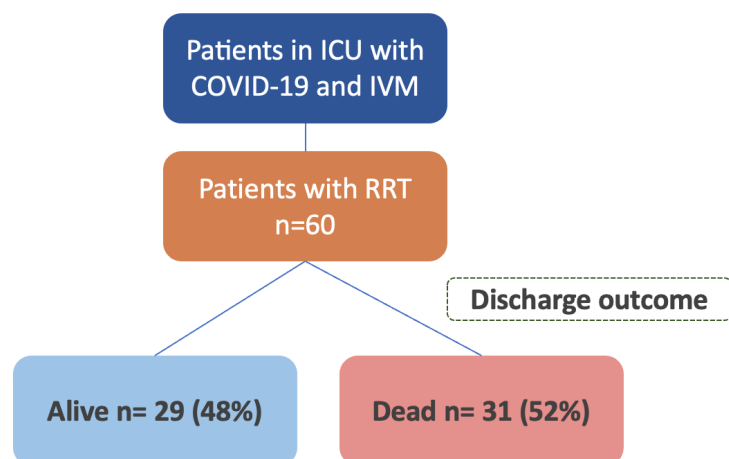 Patients in ICU with
COVID-19 and IVM
Patients with RRT
n=60
Discharge outcome
Alive n= 29 (48%)
Dead n= 31 (52%)